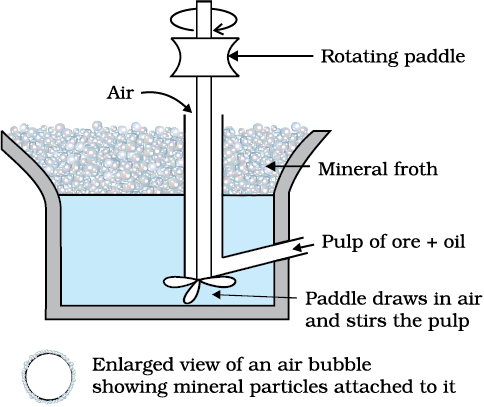 Rotating paddle
Air
Mineral froth
Pulp of ore + oil
Paddle draws in air
and stirs the pulp
Enlarged view of an air bubble
showing mineral particles attached to it